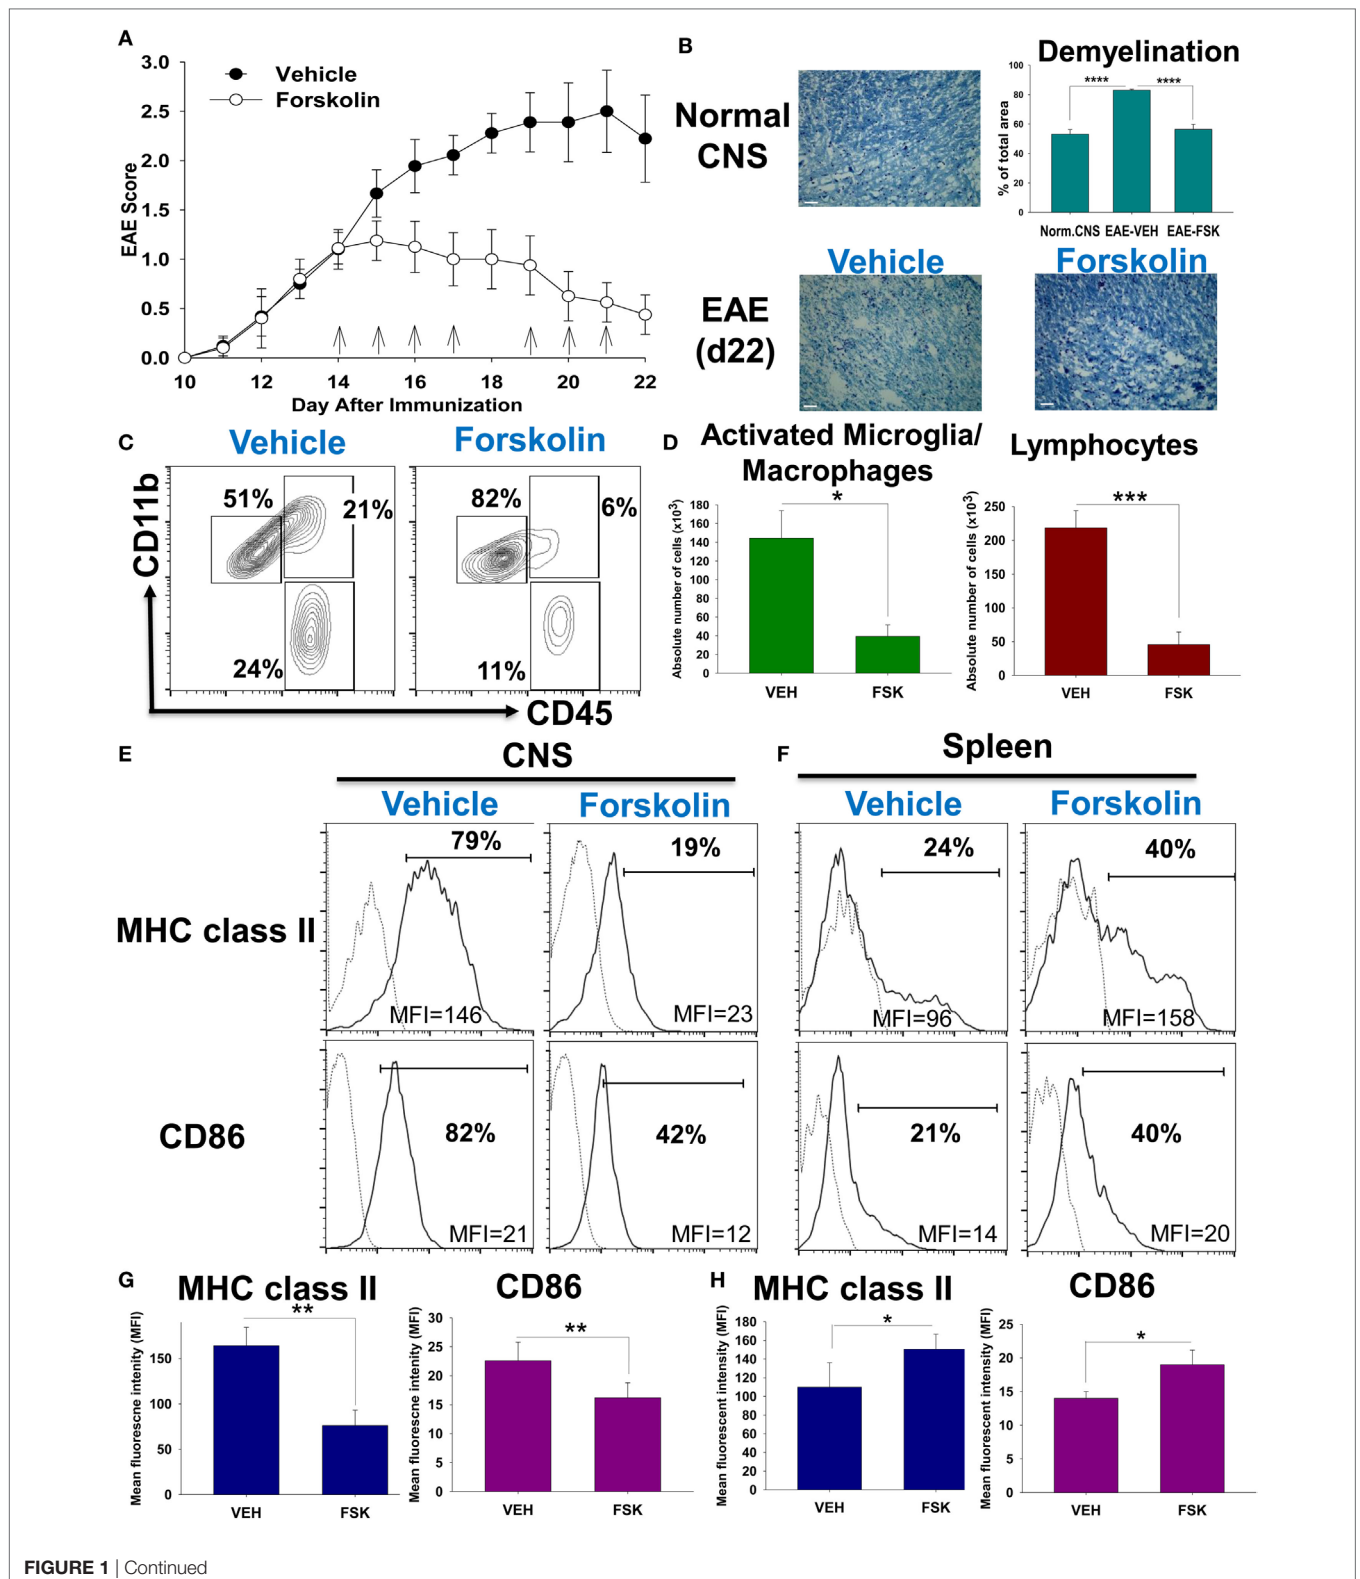 A
3.0
2.5
2.0
1.5
1.0
0.5
0.0
EAE Score
Vehicle
Forskolin
10 12 14 16 18 20 22
Day After Immunization
B
Normal
CNS
Demyelination
% of total area
100
80
60
40
20
0
**** ****
Norm.CNS EAE-VEH EAE-FSK
Vehicle Forskolin
EAE
(d22)
C
Vehicle Forskolin
CD11b
51% 21% 82% 6%
24% 11%
CD45
D
Activated Microglia/
Macrophages
Absolute number of cells (x10³)
180
160
140
120
100
80
60
40
20
0
*
VEH FSK
Lymphocytes
Absolute number of cells (x10³)
250
200
150
100
50
0
***
VEH FSK
E
CNS
Vehicle Forskolin
MHC class II
79% 19%
MFI=146 MFI=23
CD86
82% 42%
MFI=21 MFI=12
F
Spleen
Vehicle Forskolin
24% 40%
MFI=96 MFI=158
21% 40%
MFI=14 MFI=20
G
MHC class II
Mean fluorescne intenity (MFI)
150
100
50
0
**
VEH FSK
CD86
Mean fluorescne intenity (MFI)
30
25
20
15
10
5
0
**
VEH FSK
H
MHC class II
Mean fluorescent intensity (MFI)
180
160
140
120
100
80
60
40
20
0
*
VEH FSK
CD86
Mean fluorescent intensity (MFI)
25
20
15
10
5
0
*
VEH FSK
FIGURE 1 | Continued